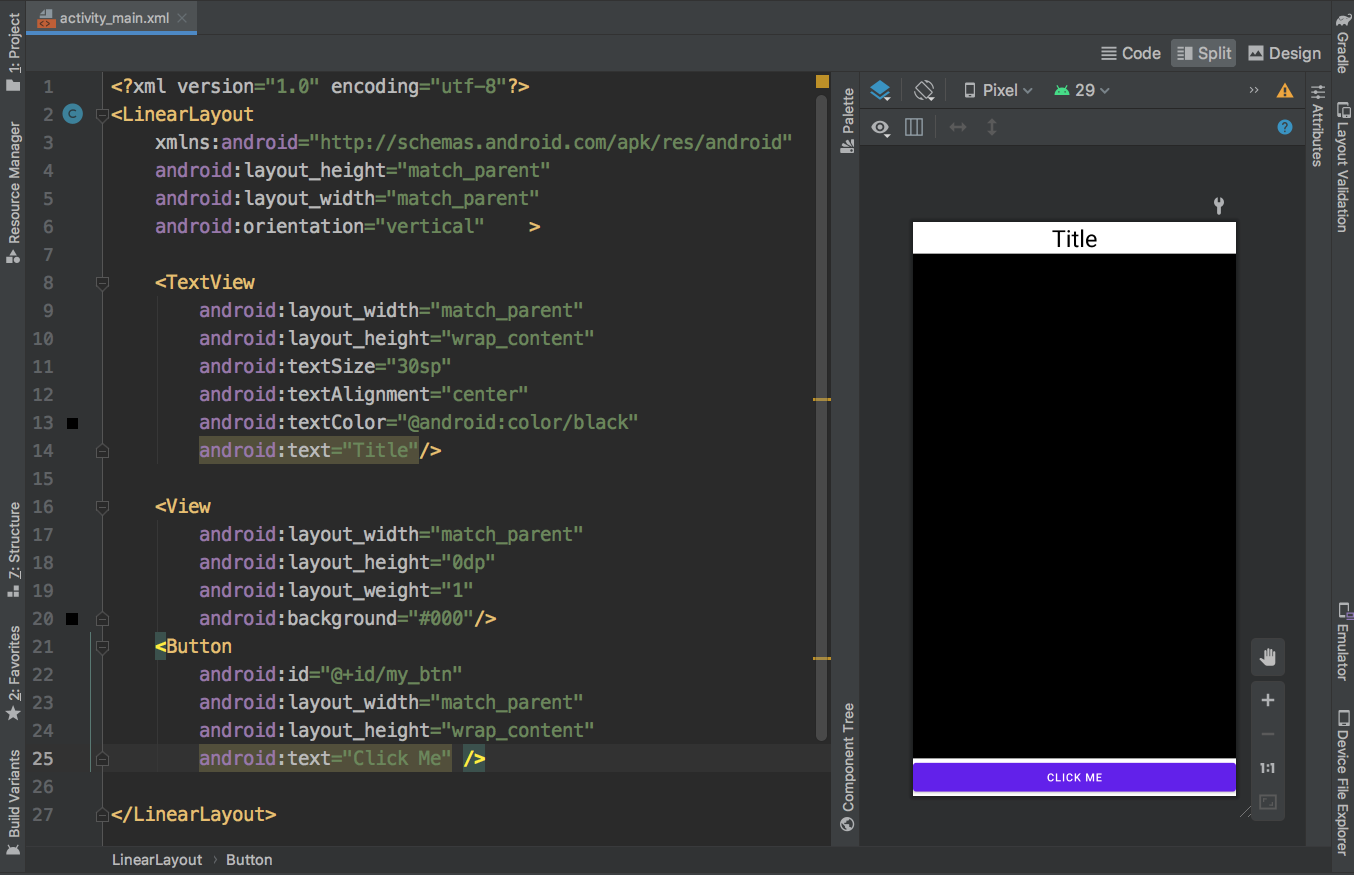 activity_main.xml
Code Split Design
1 <?xml version="1.0" encoding="utf-8"?>
2 <LinearLayout
3 xmlns:android="http://schemas.android.com/apk/res/android"
4 android:layout_height="match_parent"
5 android:layout_width="match_parent"
6 android:orientation="vertical"    >
7
8 <TextView
9 android:layout_width="match_parent"
10 android:layout_height="wrap_content"
11 android:textSize="30sp"
12 android:textAlignment="center"
13 android:textColor="@android:color/black"
14 android:text="Title"/>
15
16 <View
17 android:layout_width="match_parent"
18 android:layout_height="0dp"
19 android:layout_weight="1"
20 android:background="#000"/>
21 <Button
22 android:id="@+id/my_btn"
23 android:layout_width="match_parent"
24 android:layout_height="wrap_content"
25 android:text="Click Me" />
26
27 </LinearLayout>
LinearLayout › Button
1: Project
Resource Manager
7: Structure
2: Favorites
Build Variants
C
Palette
Component Tree
Pixel 29 ››
?
Title
CLICK ME
1:1
Attributes
Gradle
Layout Validation
Emulator
Device File Explorer